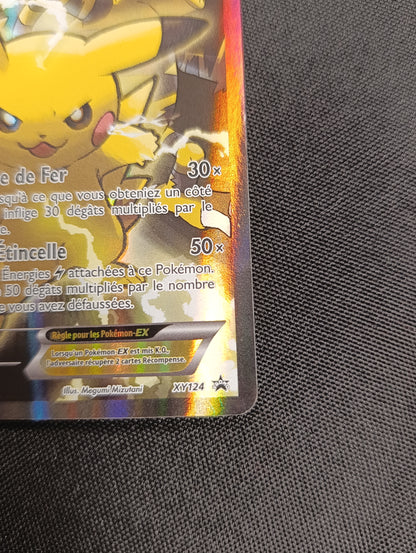 e de Fer 30×
squ'à ce que vous obteniez un côté
inflige 30 dégâts multipliés par le
e.
Étincelle 50×
Énergies attachées à ce Pokémon.
50 dégâts multipliés par le nombre
e vous avez défaussées.
Règle pour les Pokémon-EX
Lorsqu'un Pokémon-EX est mis K.O.,
l'adversaire récupère 2 cartes Récompense.
Illus. Megumi Mizutani XY124